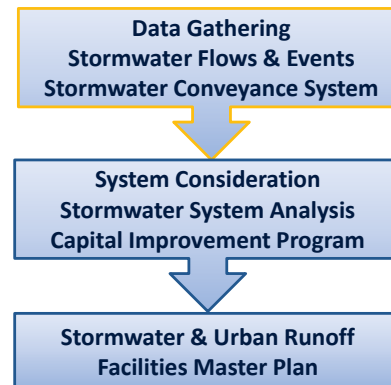 Data Gathering
Stormwater Flows & Events
Stormwater Conveyance System
System Consideration
Stormwater System Analysis
Capital Improvement Program
Stormwater & Urban Runoff
Facilities Master Plan